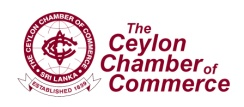 THE CEYLON CHAMBER OF COMMERCE
SRI LANKA
ESTABLISHED 1839
The
Ceylon
Chamber of
Commerce